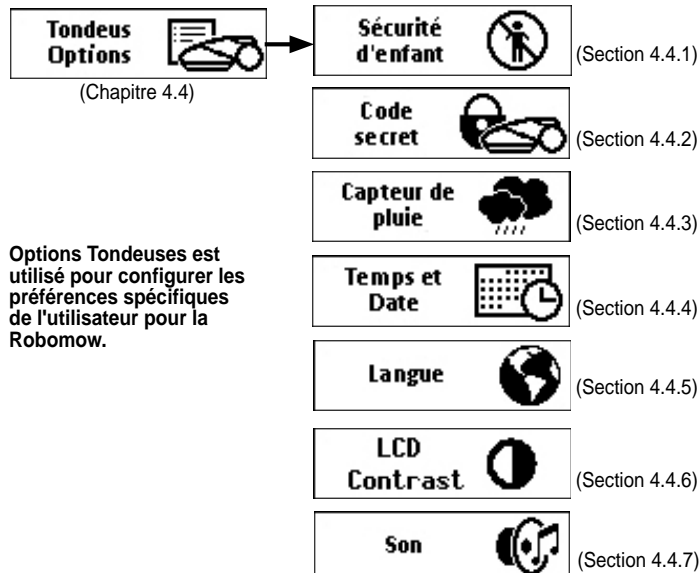 Tondeus
Options
(Chapitre 4.4)
Sécurité
d'enfant
(Section 4.4.1)
Code
secret
(Section 4.4.2)
Capteur de
pluie
(Section 4.4.3)
Options Tondeuses est
utilisé pour configurer les
préférences spécifiques
de l'utilisateur pour la
Robomow.
Temps et
Date
(Section 4.4.4)
Langue
(Section 4.4.5)
LCD
Contrast
(Section 4.4.6)
Son
(Section 4.4.7)